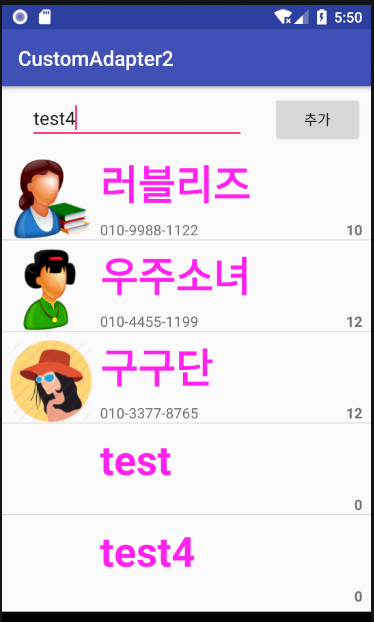 5:50
CustomAdapter2
test4 추가
러블리즈
010-9988-1122 10
우주소녀
010-4455-1199 12
구구단
010-3377-8765 12
test
0
test4
0